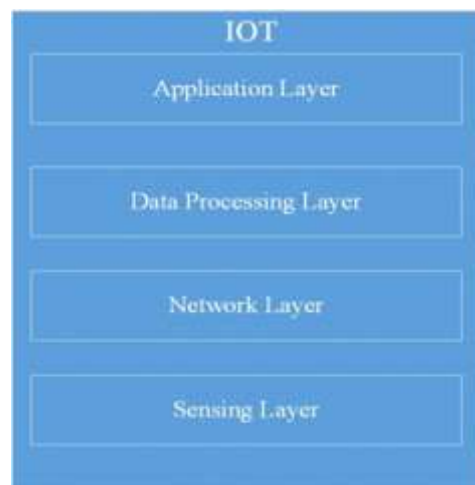 IOT
Application Layer
Data Processing Layer
Network Layer
Sensing Layer